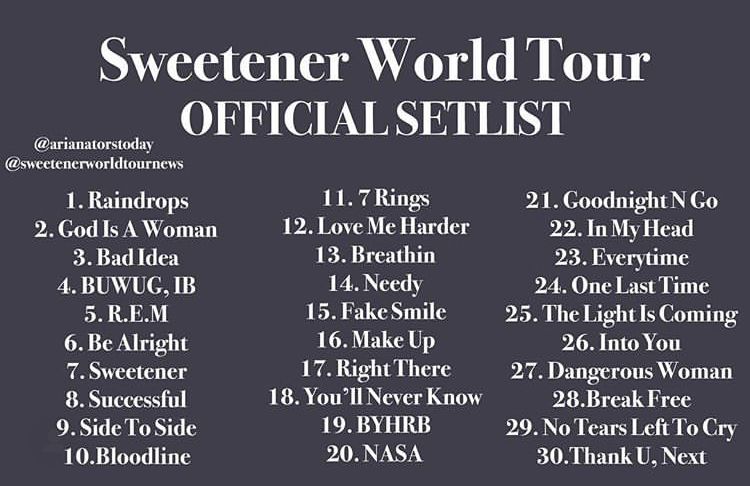 Sweetener World Tour
OFFICIAL SETLIST
@arianatorstoday
@sweetenerworldtournews
1. Raindrops
2. God Is A Woman
3. Bad Idea
4. BUWUG, IB
5. R.E.M
6. Be Alright
7. Sweetener
8. Successful
9. Side To Side
10.Bloodline
11. 7 Rings
12. Love Me Harder
13. Breathin
14. Needy
15. Fake Smile
16. Make Up
17. Right There
18. You'll Never Know
19. BYHRB
20. NASA
21. Goodnight N Go
22. In My Head
23. Everytime
24. One Last Time
25. The Light Is Coming
26. Into You
27. Dangerous Woman
28.Break Free
29. No Tears Left To Cry
30.Thank U, Next